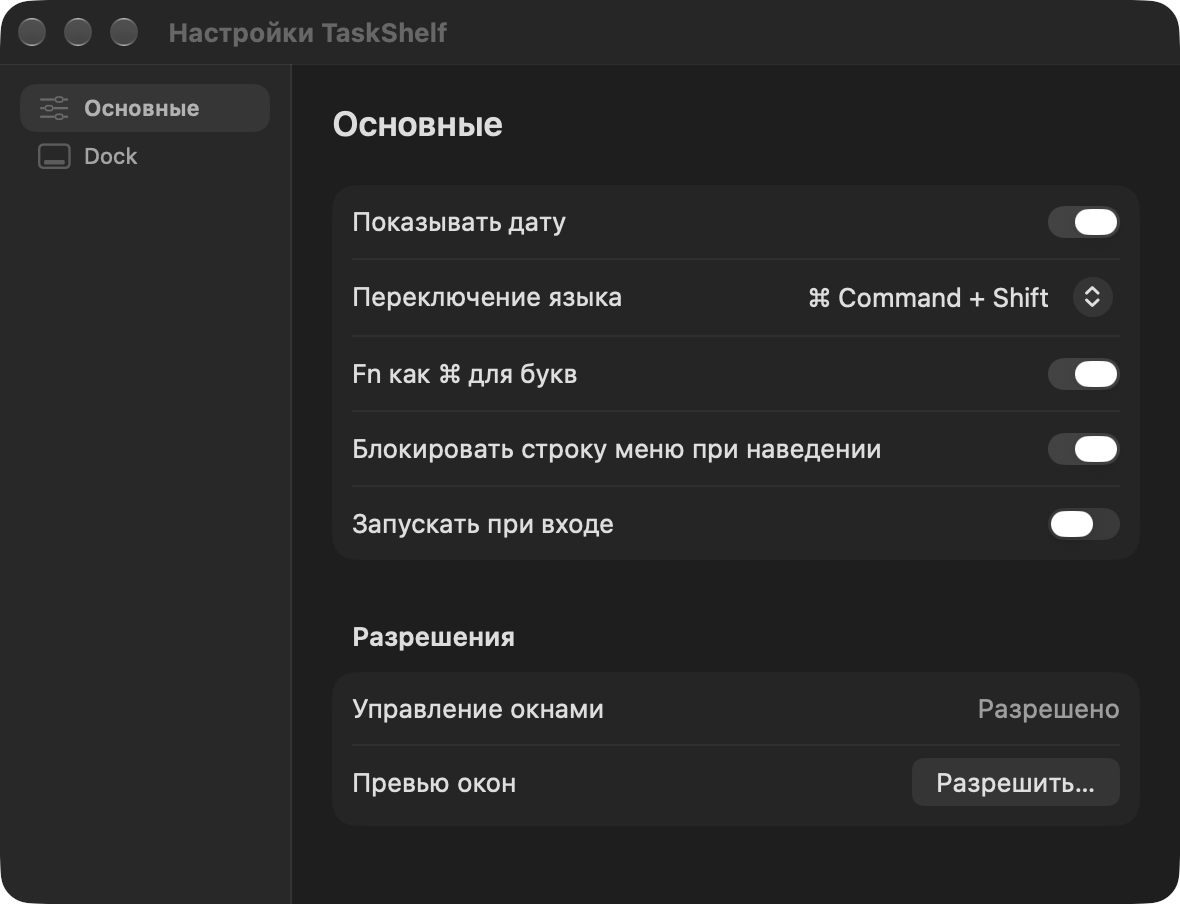 Настройки TaskShelf
Основные
Dock
Основные
Показывать дату
Переключение языка ⌘ Command + Shift
Fn как ⌘ для букв
Блокировать строку меню при наведении
Запускать при входе
Разрешения
Управление окнами Разрешено
Превью окон Разрешить...